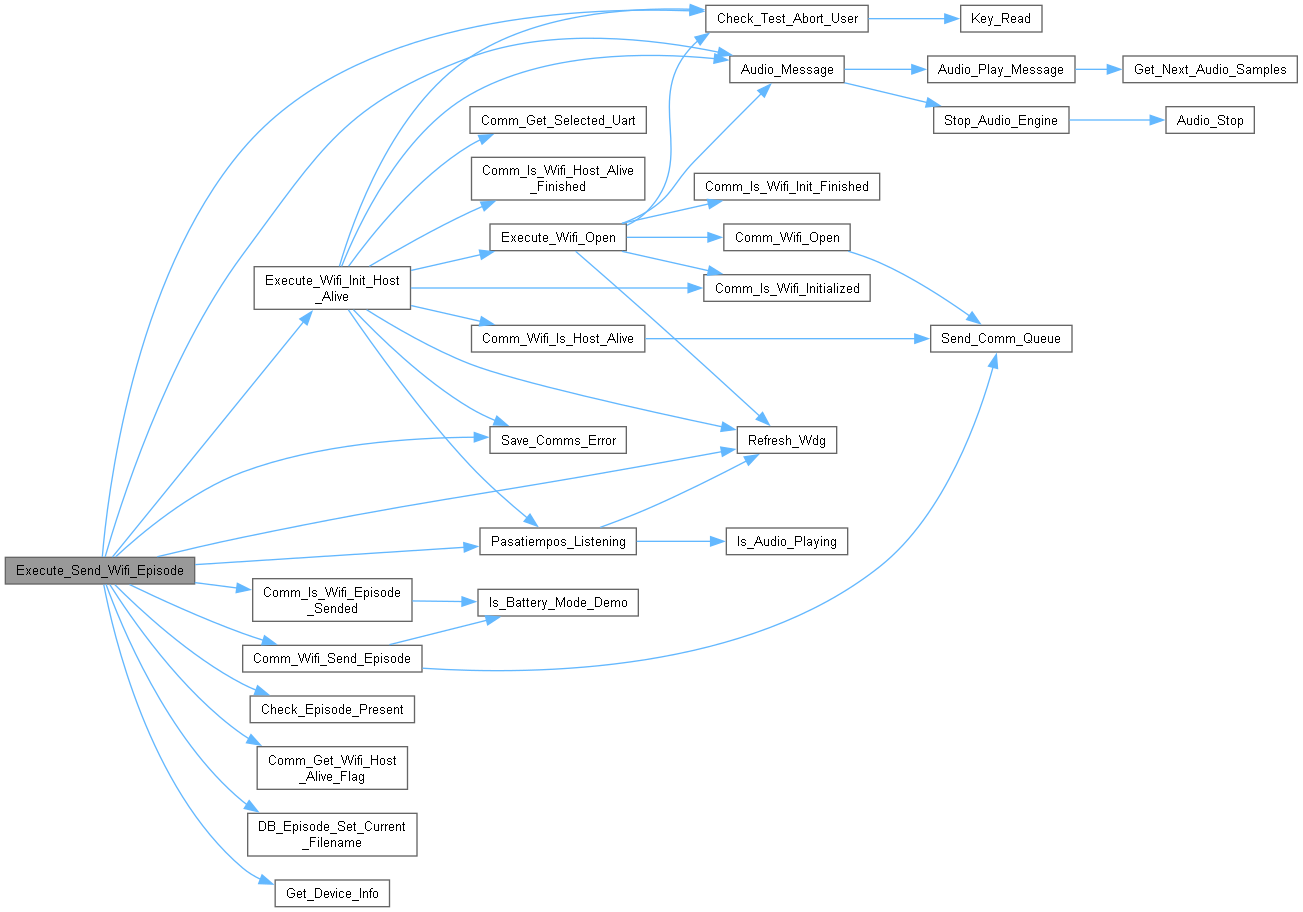 Check_Test_Abort_User
Key_Read
Audio_Message
Audio_Play_Message
Get_Next_Audio_Samples
Comm_Get_Selected_Uart
Stop_Audio_Engine
Audio_Stop
Comm_Is_Wifi_Host_Alive
_Finished
Comm_Is_Wifi_Init_Finished
Execute_Wifi_Open
Comm_Wifi_Open
Execute_Wifi_Init_Host
_Alive
Comm_Is_Wifi_Initialized
Comm_Wifi_Is_Host_Alive
Send_Comm_Queue
Save_Comms_Error
Refresh_Wdg
Pasatiempos_Listening
Is_Audio_Playing
Execute_Send_Wifi_Episode
Comm_Is_Wifi_Episode
_Sended
Is_Battery_Mode_Demo
Comm_Wifi_Send_Episode
Check_Episode_Present
Comm_Get_Wifi_Host
_Alive_Flag
DB_Episode_Set_Current
_Filename
Get_Device_Info